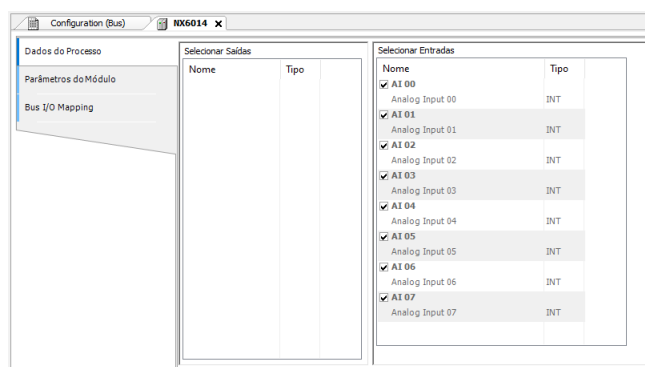 Configuration (Bus) NX6014 x
Dados do Processo
Parâmetros do Módulo
Bus I/O Mapping
Selecionar Saídas
Nome Tipo
Selecionar Entradas
Nome Tipo
AI 00
Analog Input 00 INT
AI 01
Analog Input 01 INT
AI 02
Analog Input 02 INT
AI 03
Analog Input 03 INT
AI 04
Analog Input 04 INT
AI 05
Analog Input 05 INT
AI 06
Analog Input 06 INT
AI 07
Analog Input 07 INT